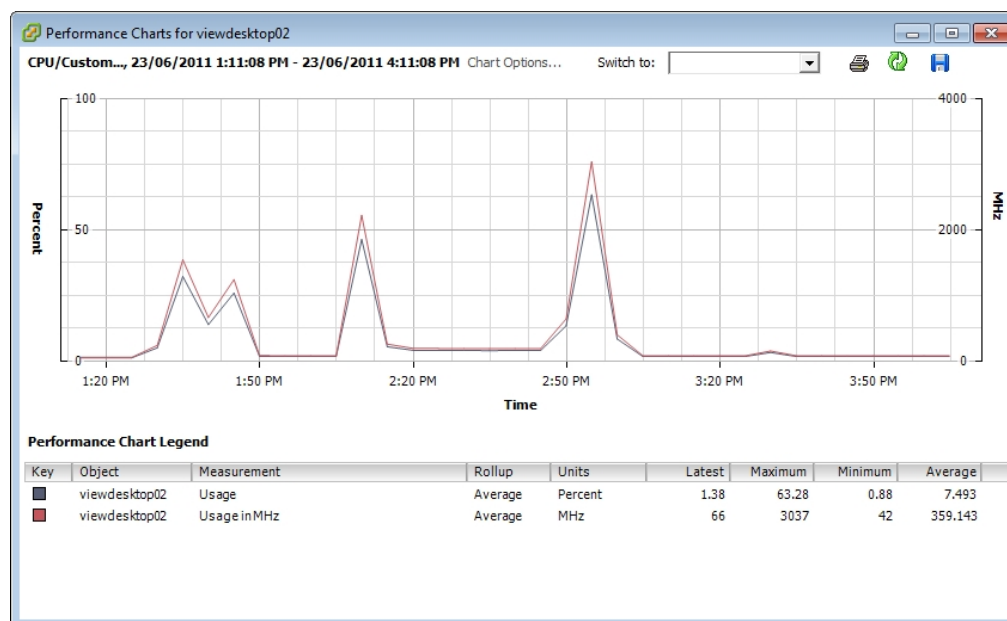 Performance Charts for viewdesktop02
CPU/Custom..., 23/06/2011 1:11:08 PM - 23/06/2011 4:11:08 PM Chart Options... Switch to:
100 4000
Percent
MHz
50 2000
0 0
1:20 PM 1:50 PM 2:20 PM 2:50 PM 3:20 PM 3:50 PM
Time
Performance Chart Legend
Key Object Measurement Rollup Units Latest Maximum Minimum Average
viewdesktop02 Usage Average Percent 1.38 63.28 0.88 7.493
viewdesktop02 Usage in MHz Average MHz 66 3037 42 359.143